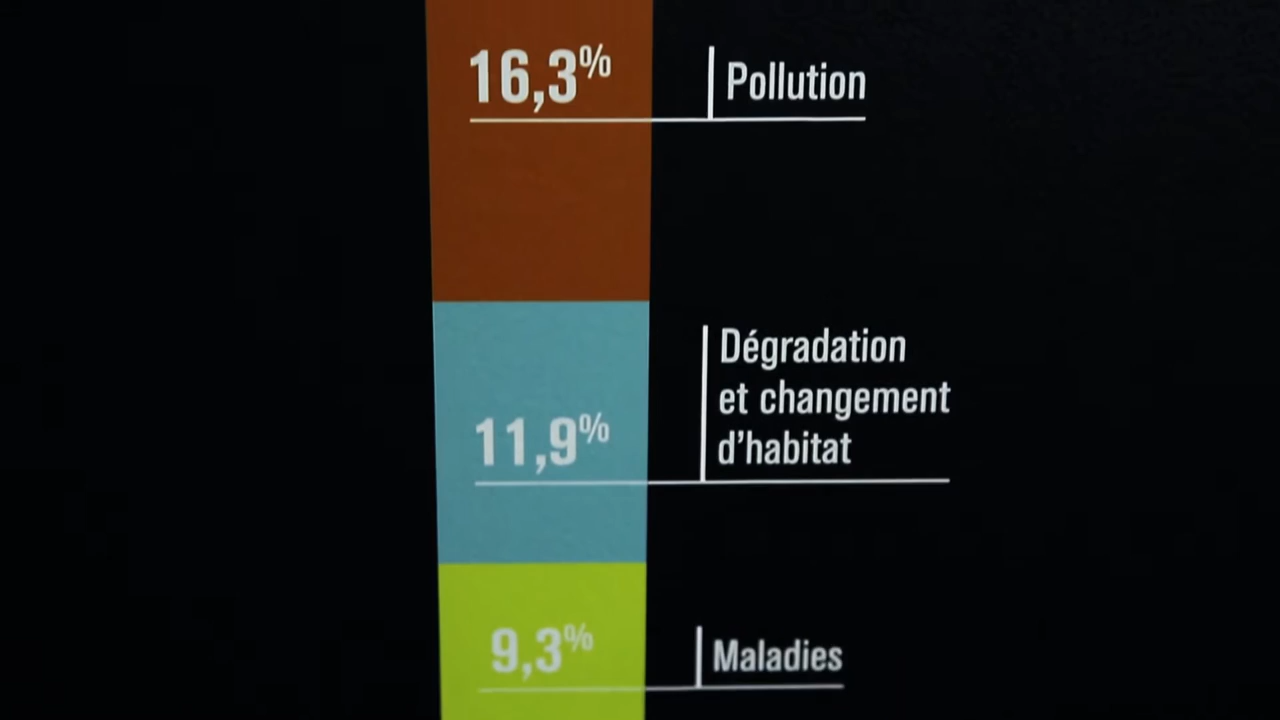 16,3% Pollution
Dégradation
et changement
11,9% d’habitat
9,3% Maladies